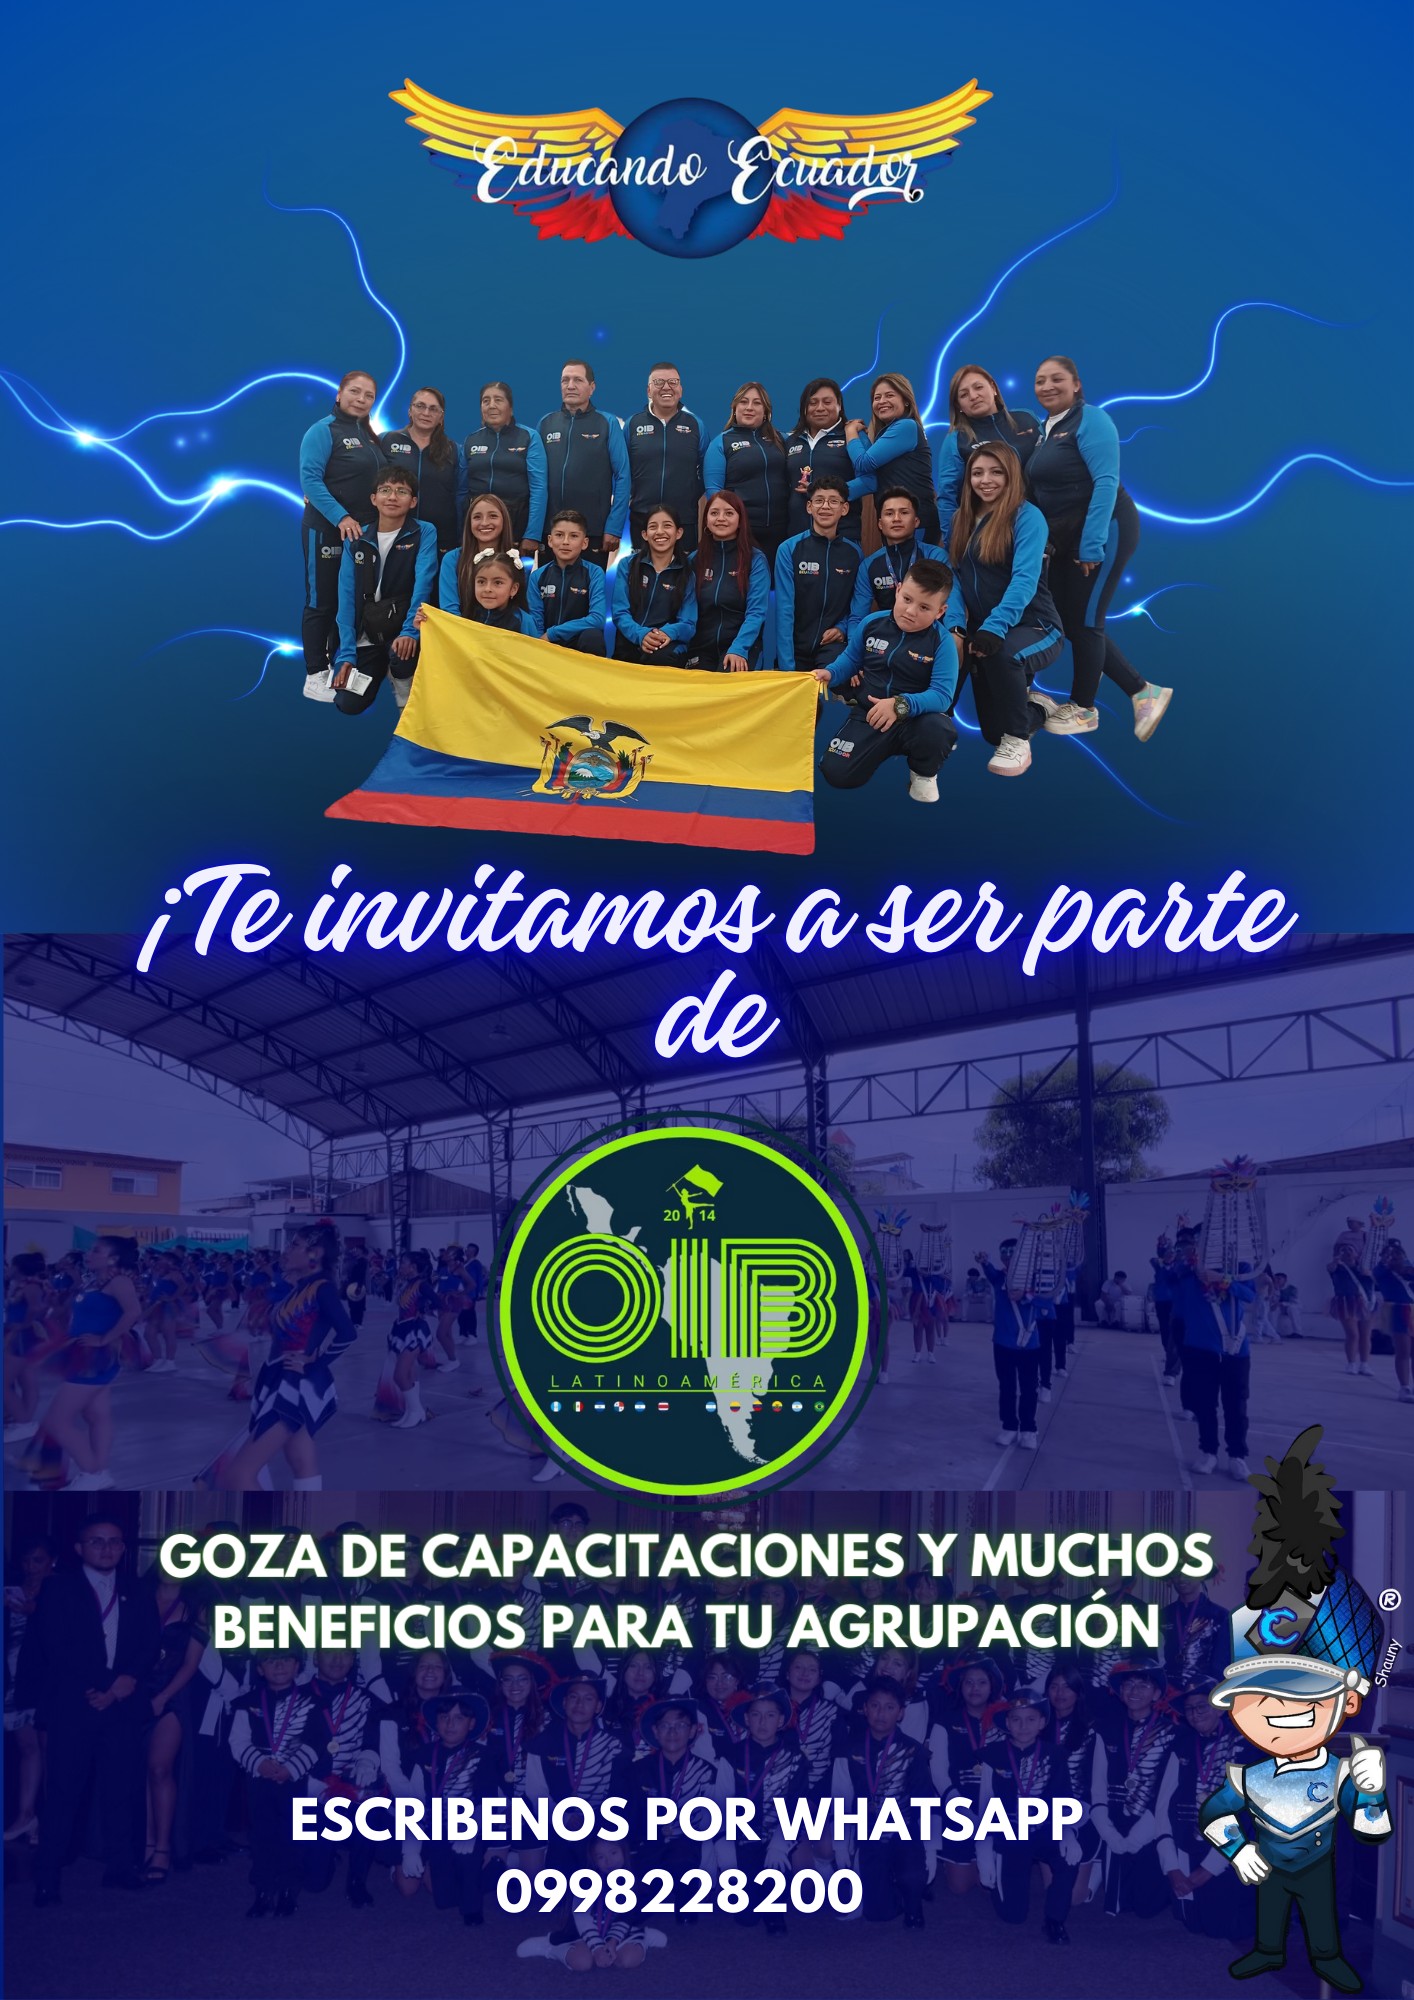 Educando Ecuador
¡Te invitamos a ser parte
de
20 14
OIB
LATINOAMÉRICA
GOZA DE CAPACITACIONES Y MUCHOS
BENEFICIOS PARA TU AGRUPACIÓN
®
Shauny
ESCRIBENOS POR WHATSAPP
0998228200